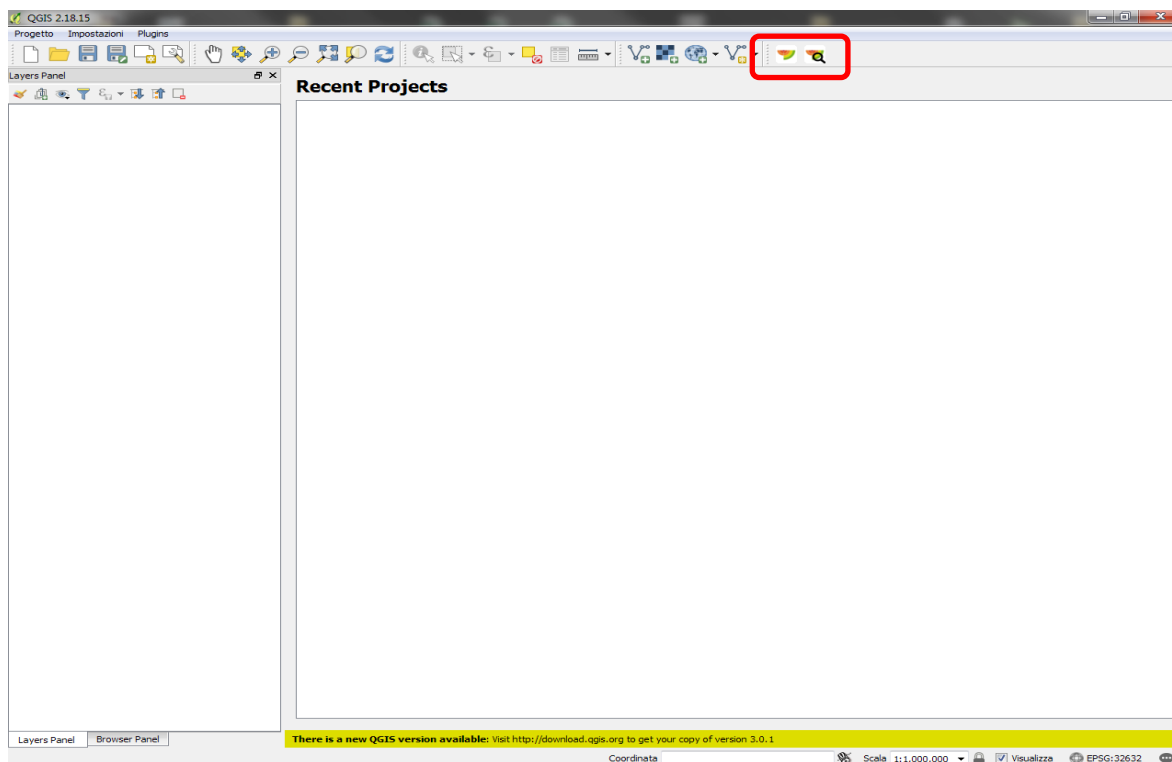 QGIS 2.18.15
Progetto Impostazioni Plugins
Layers Panel
Recent Projects
Layers Panel Browser Panel
There is a new QGIS version available: Visit http://download.qgis.org to get your copy of version 3.0.1
Coordinata Scala 1:1.000.000 Visualizza EPSG:32632